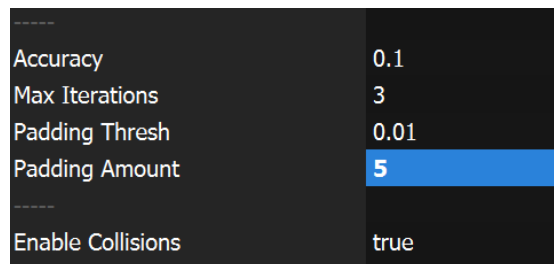 -----
Accuracy 0.1
Max Iterations 3
Padding Thresh 0.01
Padding Amount 5
-----
Enable Collisions true